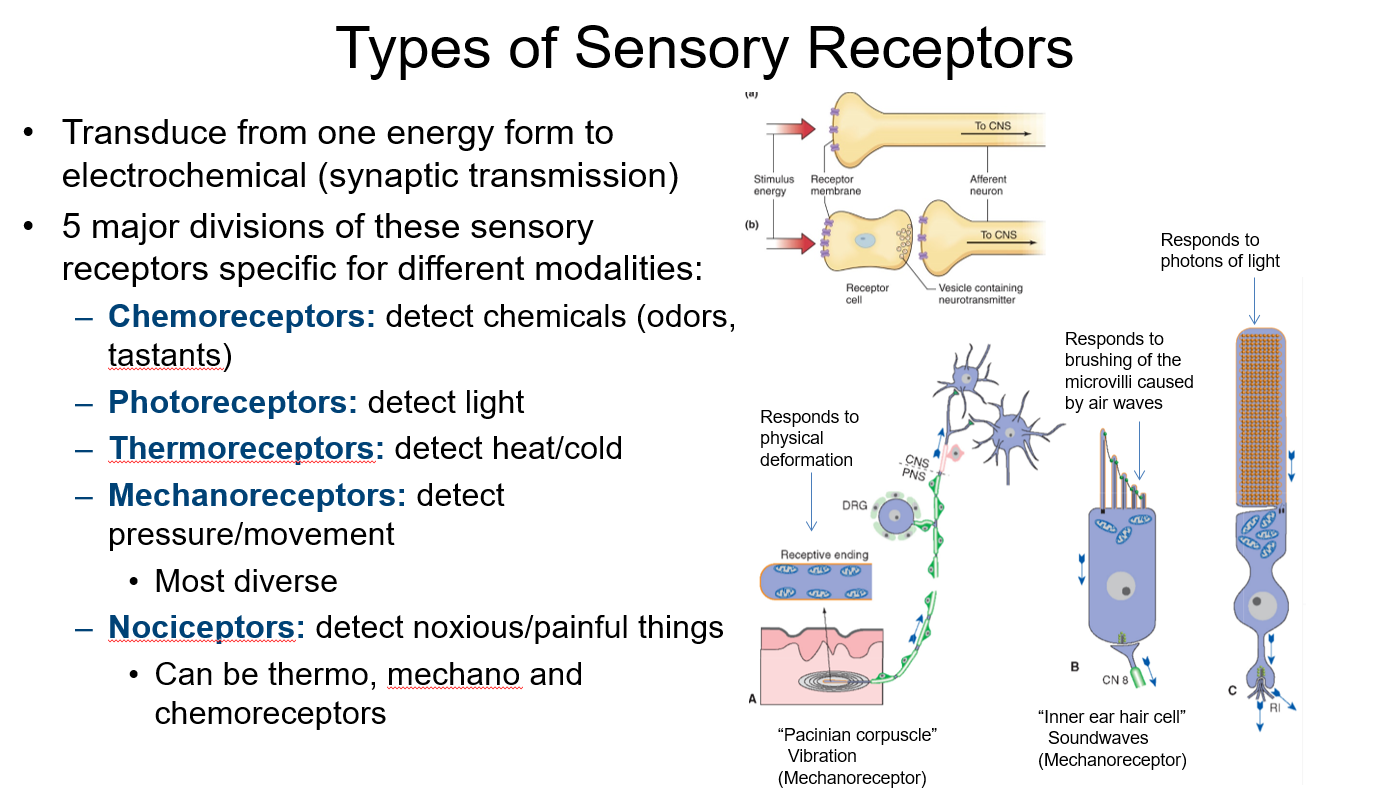 Types of Sensory Receptors
• Transduce from one energy form to
electrochemical (synaptic transmission)
• 5 major divisions of these sensory
receptors specific for different modalities:
– Chemoreceptors: detect chemicals (odors,
tastants)
– Photoreceptors: detect light
– Thermoreceptors: detect heat/cold
– Mechanoreceptors: detect
pressure/movement
• Most diverse
– Nociceptors: detect noxious/painful things
• Can be thermo, mechano and
chemoreceptors
(a)
To CNS
Stimulus
energy
Receptor
membrane
Afferent
neuron
(b)
To CNS
Receptor
cell
Vesicle containing
neurotransmitter
Responds to
physical
deformation
CNS
PNS
DRG
Receptive ending
A
"Pacinian corpuscle"
Vibration
(Mechanoreceptor)
Responds to
brushing of the
microvilli caused
by air waves
B
CN 8
"Inner ear hair cell"
Soundwaves
(Mechanoreceptor)
Responds to
photons of light
C
RI